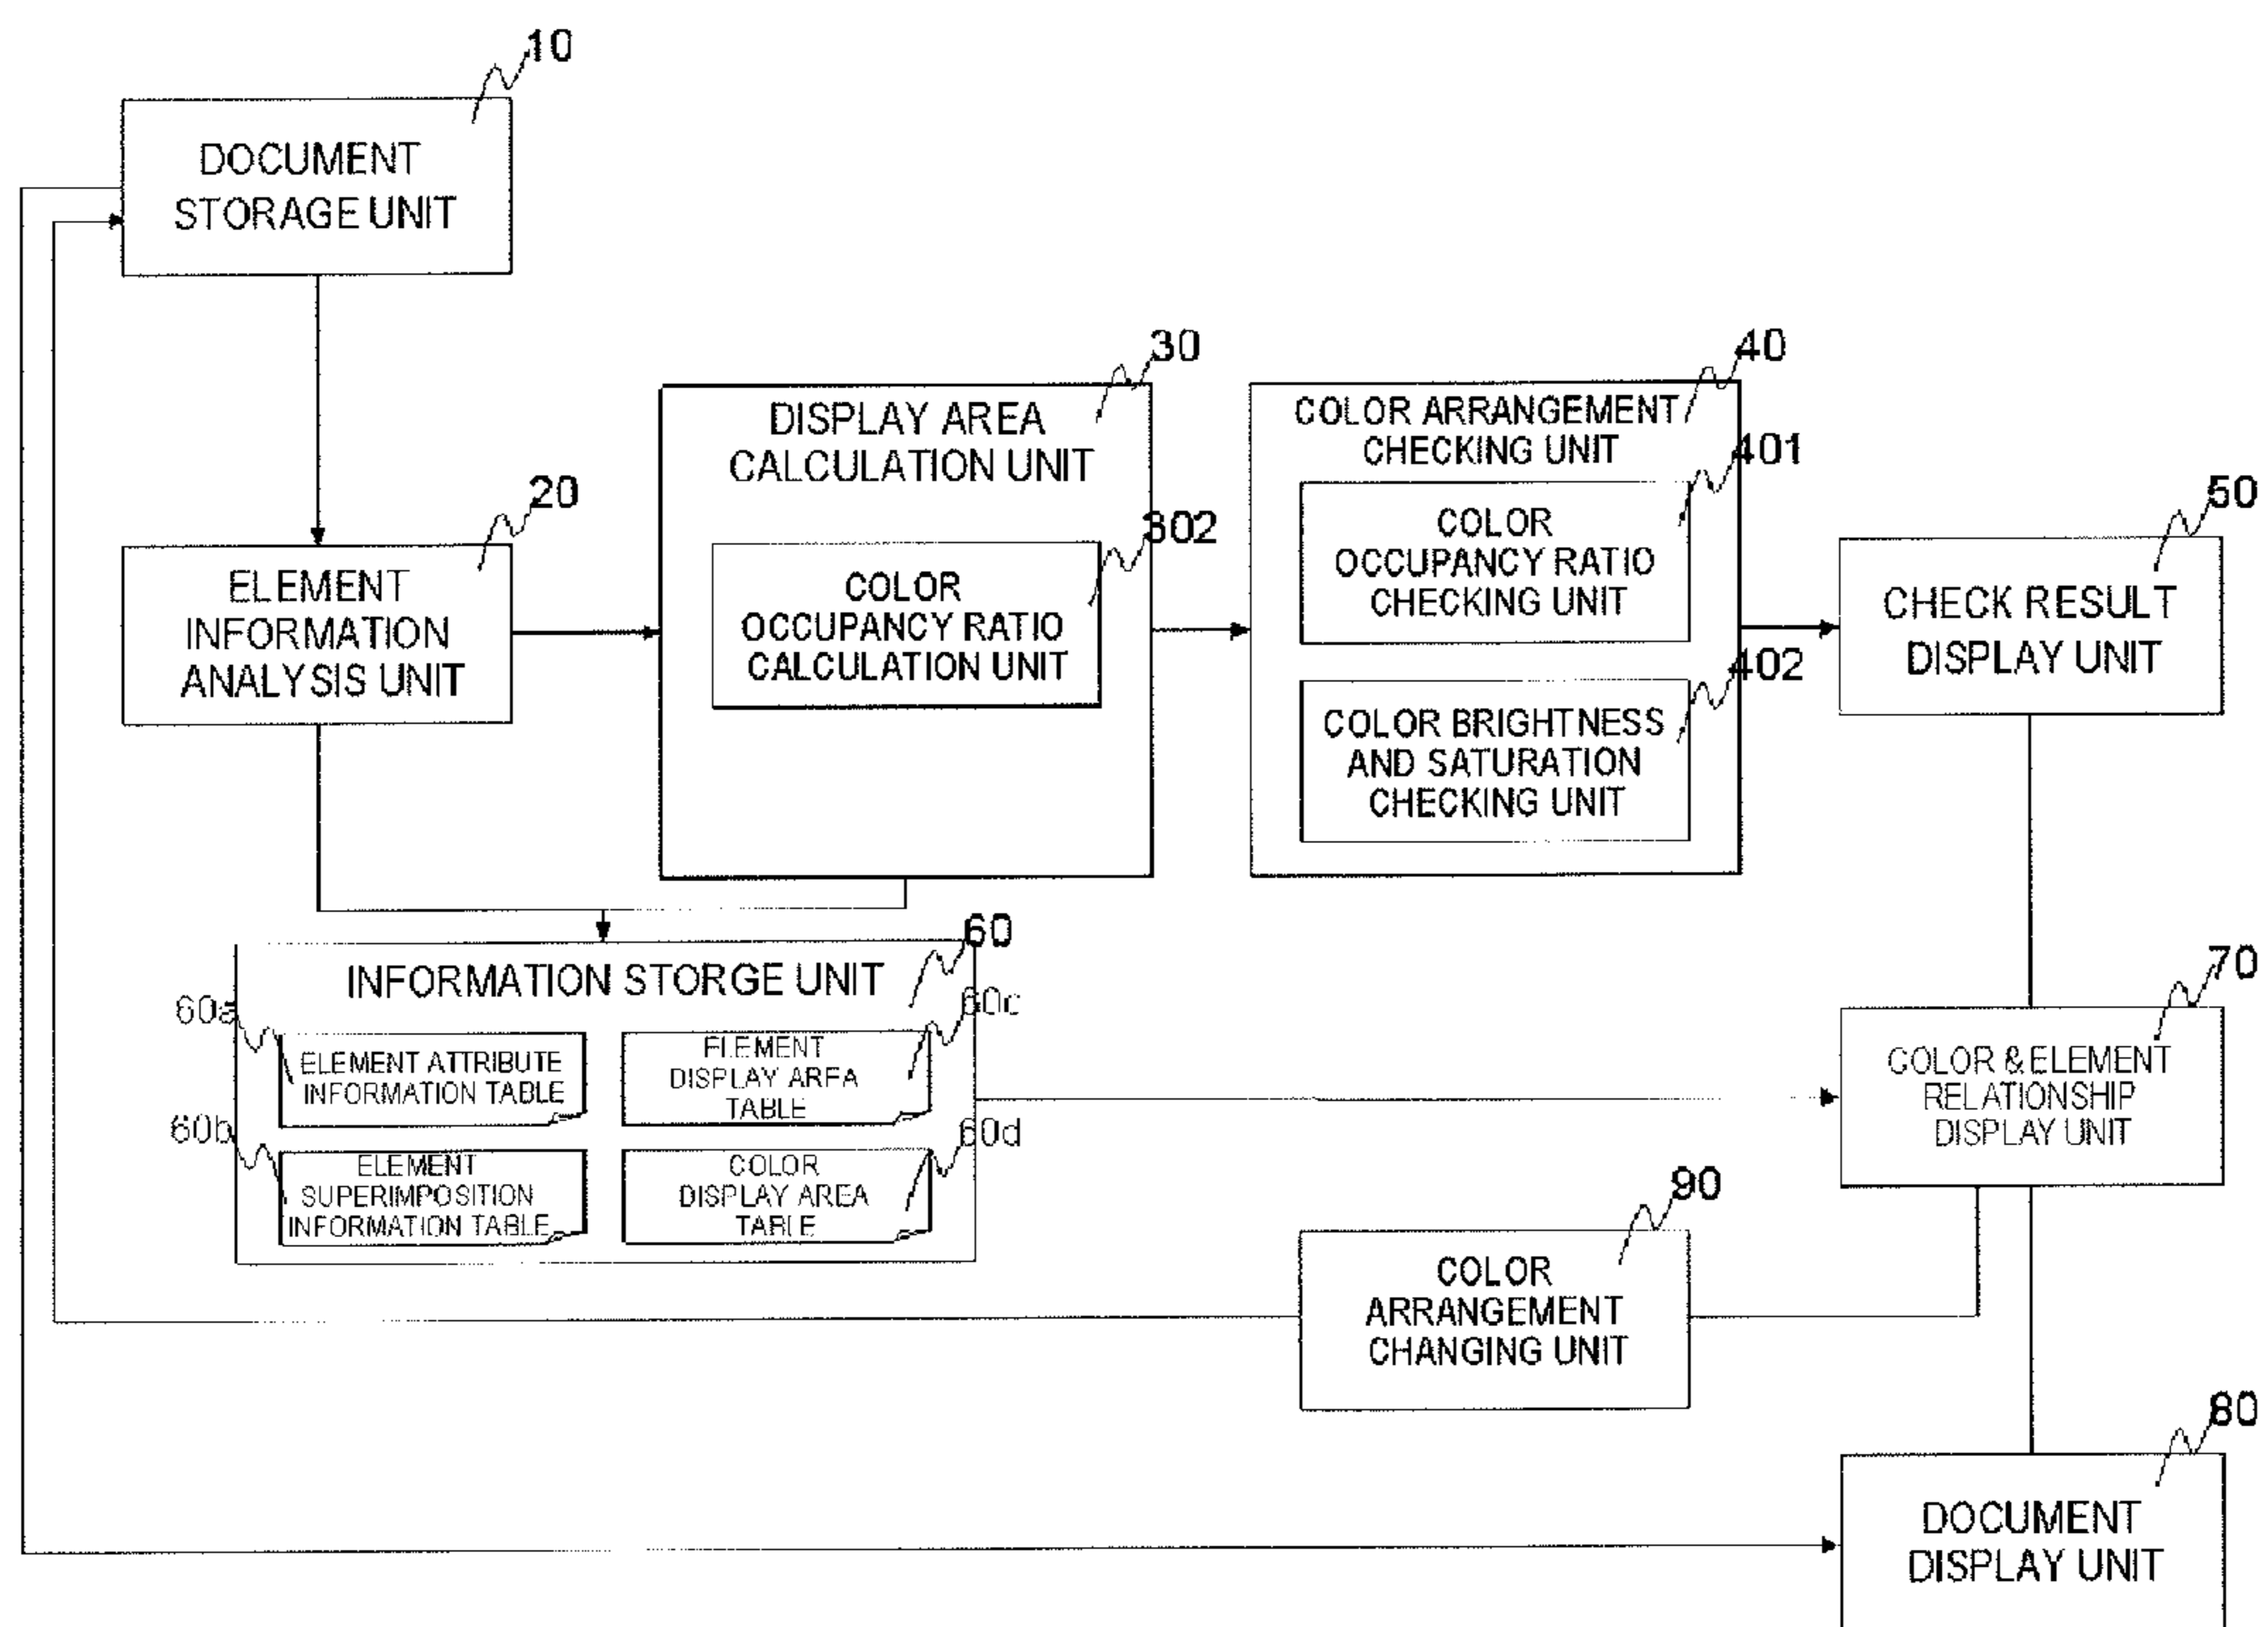 10
DOCUMENT
STORAGE UNIT
20
ELEMENT
INFORMATION
ANALYSIS UNIT
30
DISPLAY AREA
CALCULATION UNIT
302
COLOR
OCCUPANCY RATIO
CALCULATION UNIT
40
COLOR ARRANGEMENT
CHECKING UNIT
401
COLOR
OCCUPANCY RATIO
CHECKING UNIT
402
COLOR BRIGHTNESS
AND SATURATION
CHECKING UNIT
50
CHECK RESULT
DISPLAY UNIT
60
INFORMATION STORGE UNIT
60a
ELEMENT ATTRIBUTE
INFORMATION TABLE
60c
ELEMENT
DISPLAY AREA
TABLE
60b
ELEMENT
SUPERIMPOSITION
INFORMATION TABLE
60d
COLOR
DISPLAY AREA
TABLE
70
COLOR & ELEMENT
RELATIONSHIP
DISPLAY UNIT
90
COLOR
ARRANGEMENT
CHANGING UNIT
80
DOCUMENT
DISPLAY UNIT